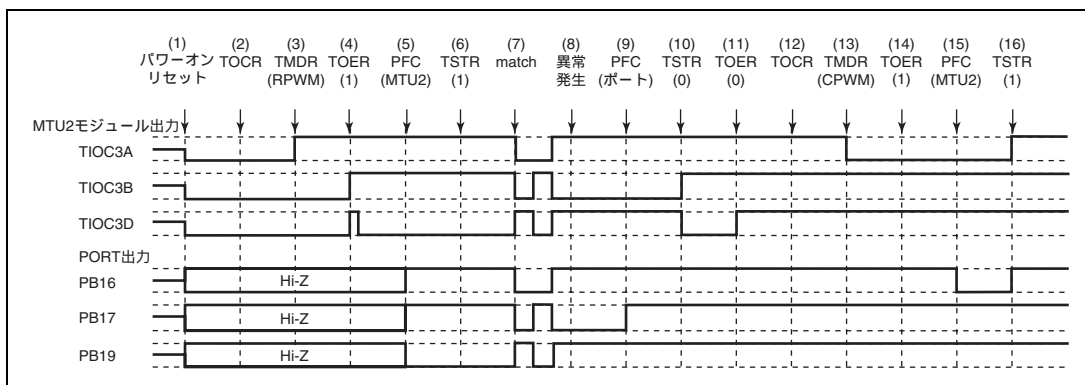 (1) (2) (3) (4) (5) (6) (7) (8) (9) (10) (11) (12) (13) (14) (15) (16)
パワーオン TOCR TMDR TOER PFC TSTR match 異常 PFC TSTR TOER TOCR TMDR TOER PFC TSTR
リセット (RPWM) (1) (MTU2) (1) 発生 (ポート) (0) (0) (CPWM) (1) (MTU2) (1)
MTU2モジュール出力
TIOC3A
TIOC3B
TIOC3D
PORT出力
PB16 Hi-Z
PB17 Hi-Z
PB19 Hi-Z